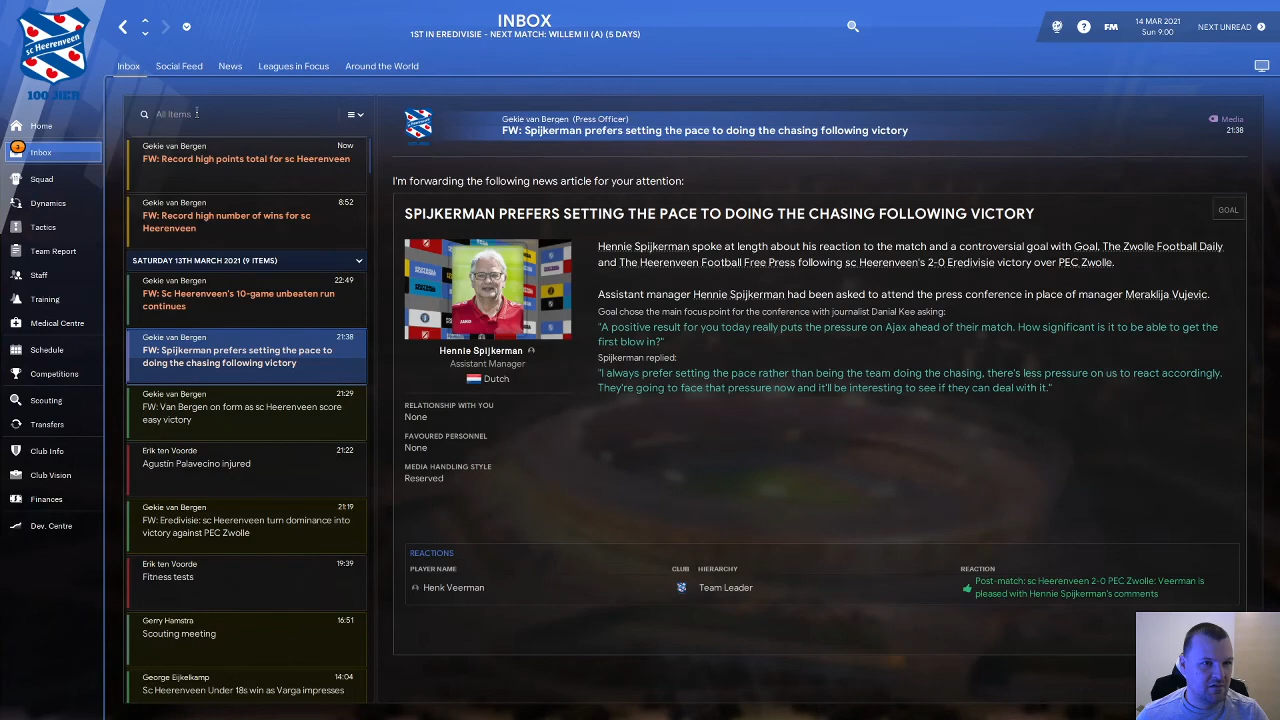 INBOX
1ST IN EREDIVISIE - NEXT MATCH: WILLEM II (A) (5 DAYS)
14 MAR 2021
Sun 9.00
FM
NEXT UNREAD
sc Heerenveen
100 JIER
Inbox
Social Feed
News
Leagues in Focus
Around the World
Home
3
Inbox
Squad
Dynamics
Tactics
Team Report
Staff
Training
Medical Centre
Schedule
Competitions
Scouting
Transfers
Club Info
Club Vision
Finances
Dev. Centre
All Items
Gekie van Bergen Now
FW: Record high points total for sc Heerenveen
Gekie van Bergen 8:52
FW: Record high number of wins for sc
Heerenveen
SATURDAY 13TH MARCH 2021 (9 ITEMS)
Gekie van Bergen 22:49
FW: Sc Heerenveen's 10-game unbeaten run
continues
Gekie van Bergen 21:38
FW: Spijkerman prefers setting the pace to
doing the chasing following victory
Gekie van Bergen 21:29
FW: Van Bergen on form as sc Heerenveen score
easy victory
Erik ten Voorde 21:22
Agustín Palavecino injured
Gekie van Bergen 21:19
FW: Eredivisie: sc Heerenveen turn dominance into
victory against PEC Zwolle
Erik ten Voorde 19:39
Fitness tests
Gerry Hamstra 16:51
Scouting meeting
George Eijkelkamp 14:04
Sc Heerenveen Under 18s win as Varga impresses
Gekie van Bergen (Press Officer)
FW: Spijkerman prefers setting the pace to doing the chasing following victory
Media
21:38
I'm forwarding the following news article for your attention:
SPIJKERMAN PREFERS SETTING THE PACE TO DOING THE CHASING FOLLOWING VICTORY
GOAL
Hennie Spijkerman spoke at length about his reaction to the match and a controversial goal with Goal, The Zwolle Football Daily
and The Heerenveen Football Free Press following sc Heerenveen's 2-0 Eredivisie victory over PEC Zwolle.
Assistant manager Hennie Spijkerman had been asked to attend the press conference in place of manager Meraklija Vujevic.
Goal chose the main focus point for the conference with journalist Danial Kee asking:
"A positive result for you today really puts the pressure on Ajax ahead of their match. How significant is it to be able to get the
first blow in?"
Spijkerman replied:
"I always prefer setting the pace rather than being the team doing the chasing, there's less pressure on us to react accordingly.
They're going to face that pressure now and it'll be interesting to see if they can deal with it."
Hennie Spijkerman
Assistant Manager
Dutch
RELATIONSHIP WITH YOU
None
FAVOURED PERSONNEL
None
MEDIA HANDLING STYLE
Reserved
REACTIONS
PLAYER NAME CLUB HIERARCHY REACTION
Henk Veerman Team Leader
Post-match: sc Heerenveen 2-0 PEC Zwolle: Veerman is
pleased with Hennie Spijkerman's comments